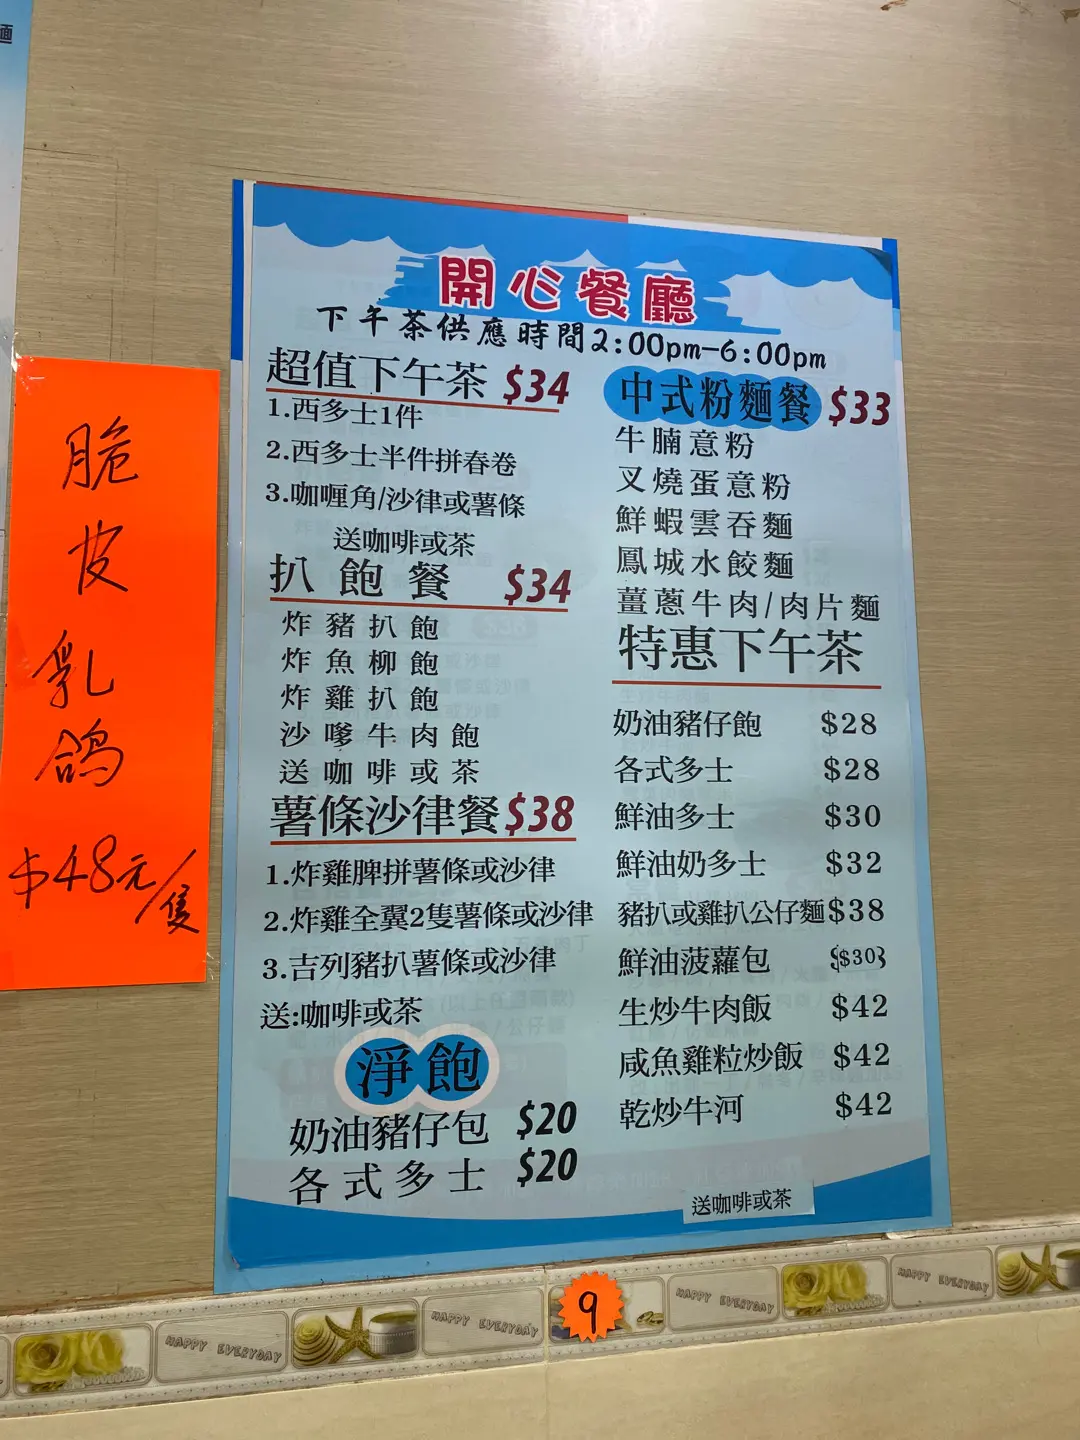 麵
脆皮乳鴿
$48元/隻
開心餐廳
下午茶供應時間2:00pm-6:00pm
超值下午茶 $34
1.西多士1件
2.西多士半件拼春卷
3.咖喱角/沙律或薯條
送咖啡或茶
扒飽餐 $34
炸豬扒飽
炸魚柳飽
炸雞扒飽
沙嗲牛肉飽
送咖啡或茶
薯條沙律餐 $38
1.炸雞脾拼薯條或沙律
2.炸雞全翼2隻薯條或沙律
3.吉列豬扒薯條或沙律
送:咖啡或茶
淨飽
奶油豬仔包 $20
各式多士 $20
中式粉麵餐 $33
牛腩意粉
叉燒蛋意粉
鮮蝦雲吞麵
鳳城水餃麵
薑蔥牛肉/肉片麵
特惠下午茶
奶油豬仔飽 $28
各式多士 $28
鮮油多士 $30
鮮油奶多士 $32
豬扒或雞扒公仔麵 $38
鮮油菠蘿包 $30
生炒牛肉飯 $42
咸魚雞粒炒飯 $42
乾炒牛河 $42
送咖啡或茶
HAPPY EVERYDAY
HAPPY EVERYDAY
9
HAPPY EVERYDAY
HAPPY EVERYDAY